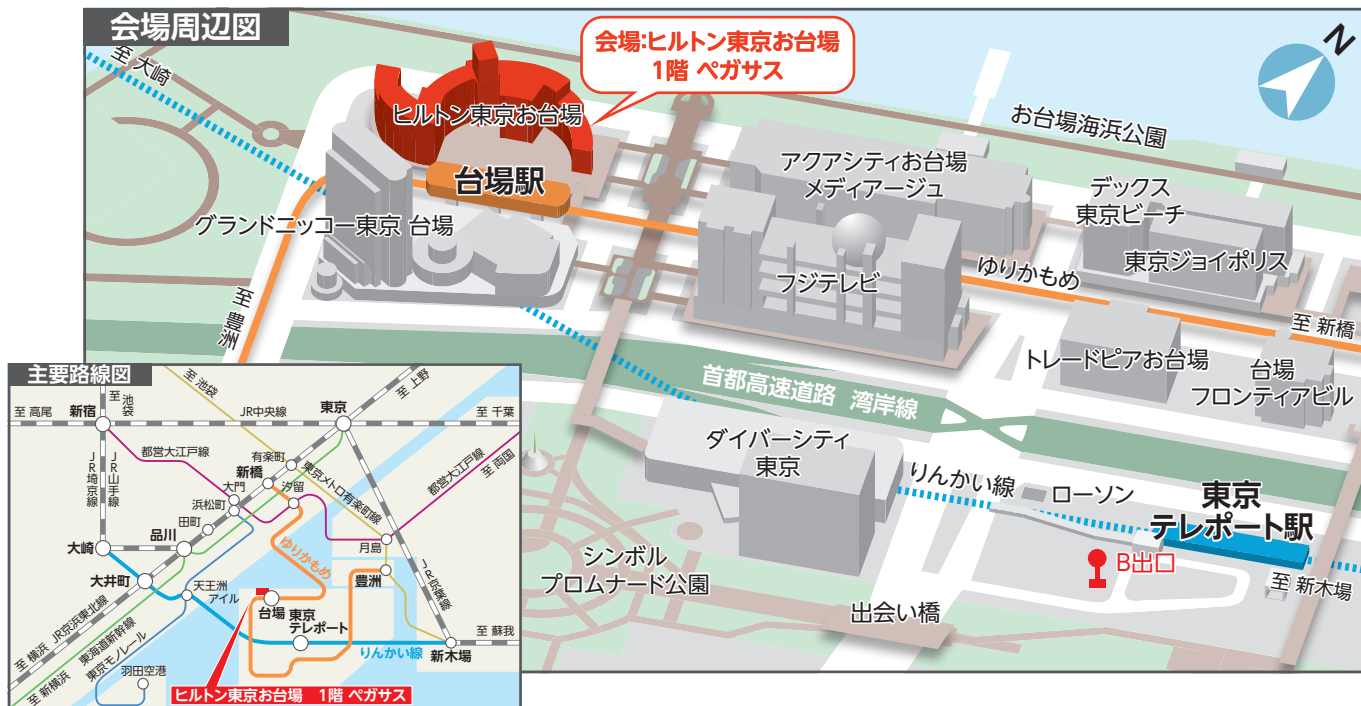 会場周辺図
至 大崎
会場:ヒルトン東京お台場
1階 ペガサス
N
ヒルトン東京お台場
お台場海浜公園
台場駅
アクアシティお台場
メディアージュ
デックス
東京ビーチ
グランドニッコー東京 台場
東京ジョイポリス
ゆりかもめ
フジテレビ
至 豊洲
至 新橋
トレードピアお台場
台場
フロンティアビル
首都高速道路 湾岸線
ダイバーシティ
東京
りんかい線
ローソン
東京
テレポート駅
B出口
シンボル
プロムナード公園
出会い橋
至 新木場
主要路線図
至 池袋
至 池袋
至 上野
至 高尾
新宿
JR中央線
東京
至 千葉
都営大江戸線
有楽町
新橋
東京メトロ有楽町線
都営大江戸線
至 両国
JR埼京線
JR山手線
大門
汐留
浜松町
田町
品川
月島
大崎
ゆりかもめ
JR京葉線
大井町
天王洲
アイル
豊洲
台場
東京
テレポート
至 蘇我
りんかい線
新木場
至 横浜
JR京浜東北線
東海道新幹線
至 新横浜
東京モノレール
羽田空港
ヒルトン東京お台場 1階 ペガサス